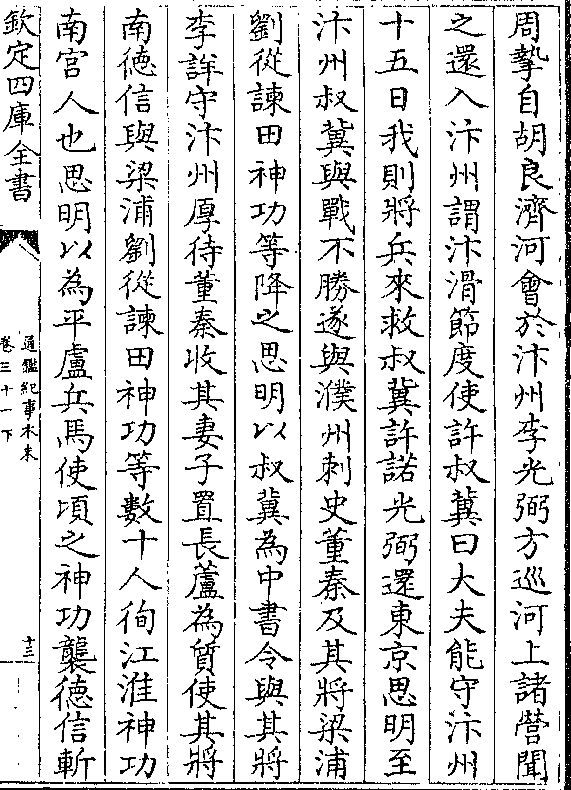 周摯自胡良濟河會於汴州李光弼方巡河上諸營聞
之還入汴州謂汴滑節度使許叔冀曰大夫能守汴州
十五日我則將兵來救叔冀許諾光弼還東京思明至
汴州叔冀與戰不勝遂與濮州刺史董秦及其將梁浦
劉從諫田神功等降之思明以叔冀為中書令與其將
李詳守汴州厚待董秦收其妻子置長蘆為質使其將
南徳信與梁浦劉從諫田神功等數十人徇江淮神功
南宮人也思明以為平盧兵馬使頃之神功襲徳信斬
欽定四庫全書
通鑑紀事本末
卷三十一下
十三